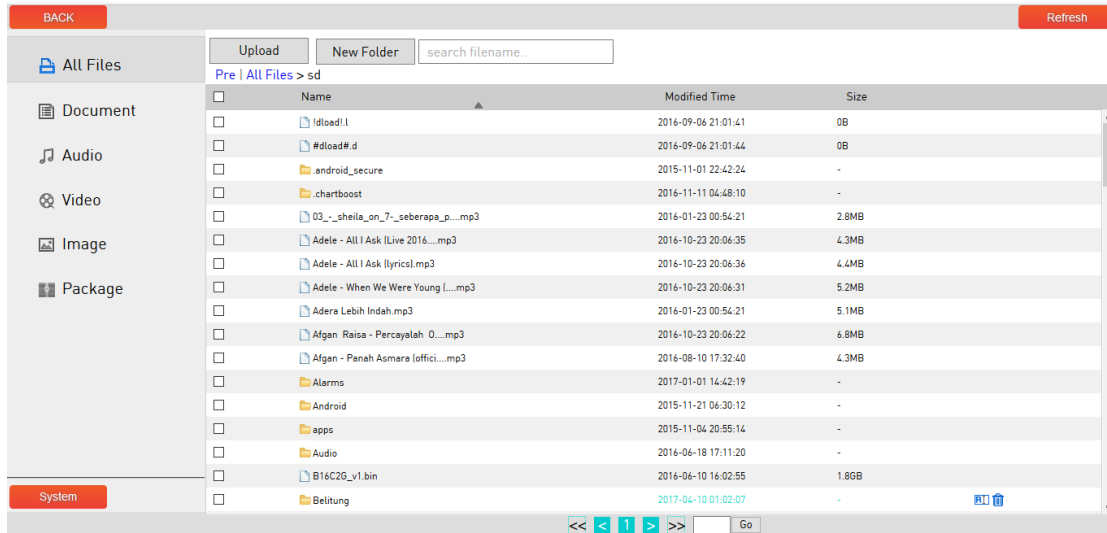 BACK Refresh
All Files
Document
Audio
Video
Image
Package
System
Upload New Folder search filename..
Pre | All Files > sd
Name Modified Time Size
!dload!.l 2016-09-06 21:01:41 0B
#dload#.d 2016-09-06 21:01:44 0B
.android_secure 2015-11-01 22:42:24 -
.chartboost 2016-11-11 04:48:10 -
03_-_sheila_on_7-_seberapa_p....mp3 2016-01-23 00:54:21 2.8MB
Adele - All I Ask (Live 2016....mp3 2016-10-23 20:06:35 4.3MB
Adele - All I Ask (lyrics).mp3 2016-10-23 20:06:36 4.4MB
Adele - When We Were Young (....mp3 2016-10-23 20:06:31 5.2MB
Adera Lebih Indah.mp3 2016-01-23 00:54:21 5.1MB
Afgan Raisa - Percayalah O....mp3 2016-10-23 20:06:22 6.8MB
Afgan - Panah Asmara (offici....mp3 2016-08-10 17:32:40 4.3MB
Alarms 2017-01-01 14:42:19 -
Android 2015-11-21 06:30:12 -
apps 2015-11-04 20:55:14 -
Audio 2016-06-18 17:11:20 -
B16C2G_v1.bin 2016-06-10 16:02:55 1.8GB
Belitung 2017-04-10 01:02:07 -
<< < 1 > >> Go